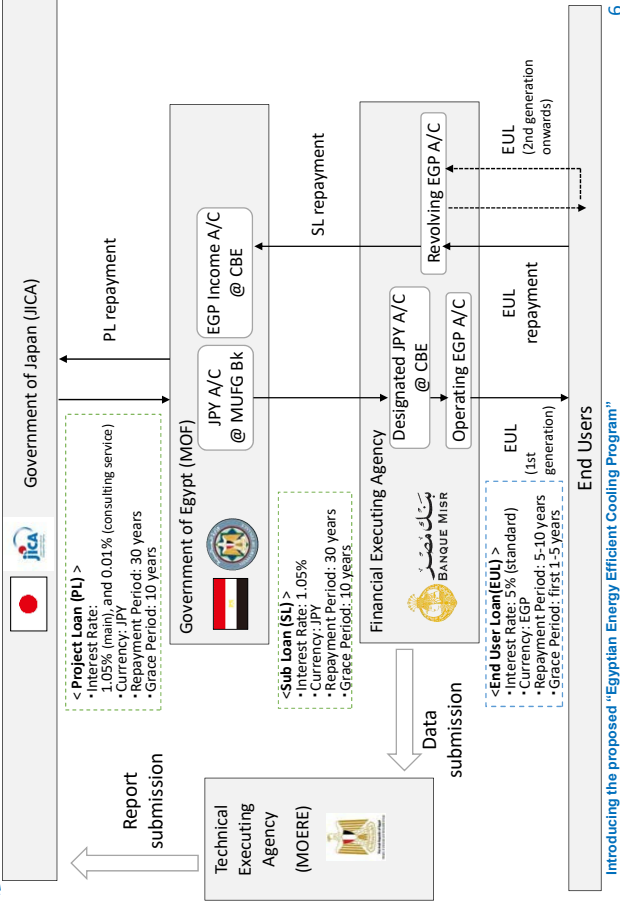 Government of Japan (JICA)
jICA
< Project Loan (PL) >
・Interest Rate:
1.05% (main), and 0.01% (consulting service)
・Currency: JPY
・Repayment Period: 30 years
・Grace Period: 10 years
PL repayment
Report
submission
Government of Egypt (MOF)
JPY A/C
@ MUFG Bk
EGP Income A/C
@ CBE
<Sub Loan (SL) >
・Interest Rate: 1.05%
・Currency: JPY
・Repayment Period: 30 years
・Grace Period: 10 years
SL repayment
Technical
Executing
Agency
(MOERE)
Data
submission
Financial Executing Agency
بنك مصر
BANQUE MISR
Designated JPY A/C
@ CBE
Operating EGP A/C
Revolving EGP A/C
<End User Loan(EUL) >
・Interest Rate: 5% (standard)
・Currency: EGP
・Repayment Period: 5-10 years
・Grace Period: first 1-5 years
EUL
(1st
generation)
EUL
repayment
EUL
(2nd generation
onwards)
End Users
Introducing the proposed “Egyptian Energy Efficient Cooling Program”
6